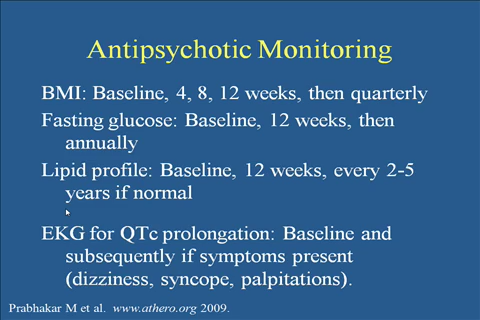 Antipsychotic Monitoring
BMI: Baseline, 4, 8, 12 weeks, then quarterly
Fasting glucose: Baseline, 12 weeks, then
annually
Lipid profile: Baseline, 12 weeks, every 2-5
years if normal
EKG for QTc prolongation: Baseline and
subsequently if symptoms present
(dizziness, syncope, palpitations).
Prabhakar M et al. www.athero.org 2009.